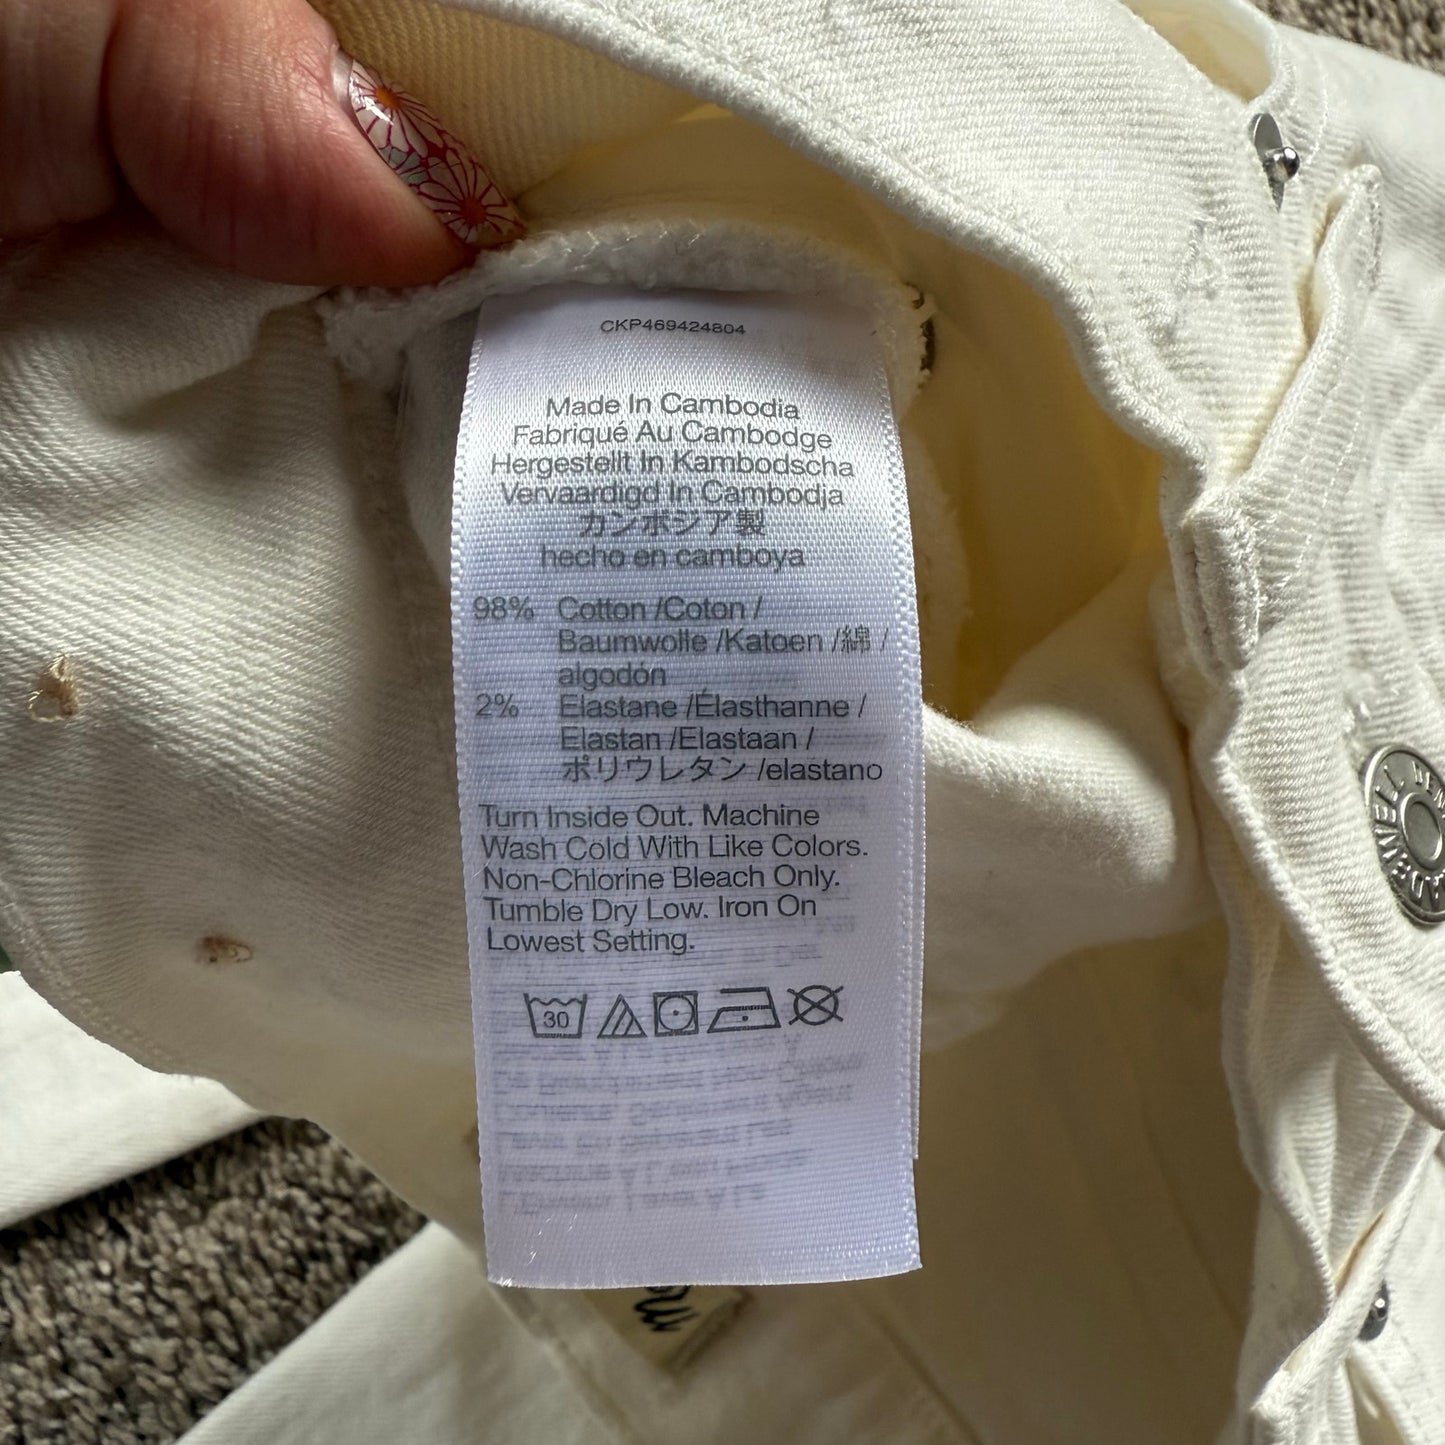 CKP469424804
Made In Cambodia
Fabriqué Au Cambodge
Hergestellt In Kambodscha
Vervaardigd In Cambodja
カンボジア製
hecho en camboya
98% Cotton /Coton /
Baumwolle /Katoen /綿 /
algodón
2% Elastane /Élasthanne /
Elastan /Elastaan /
ポリウレタン /elastano
Turn Inside Out. Machine
Wash Cold With Like Colors.
Non-Chlorine Bleach Only.
Tumble Dry Low. Iron On
Lowest Setting.
30
MADEWELL DEN